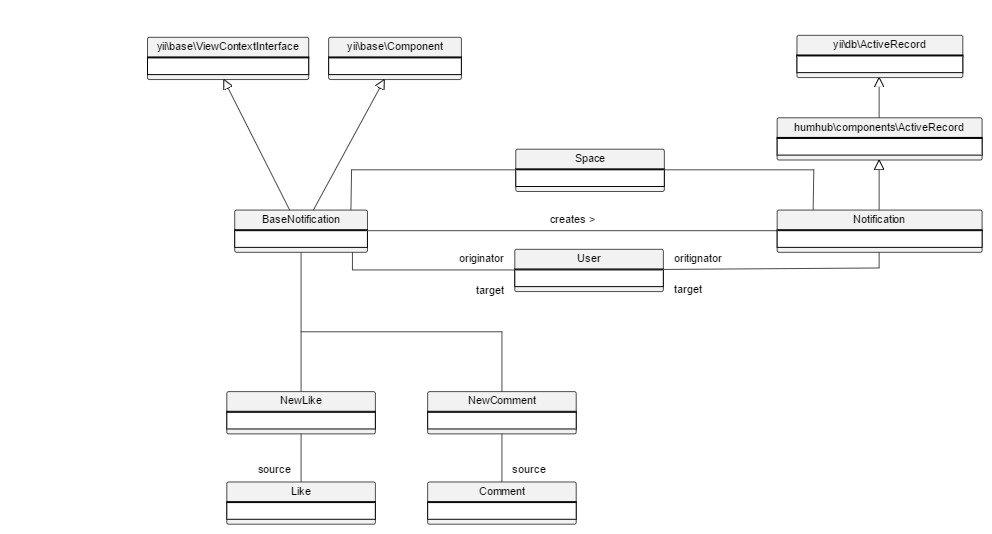 yii\base\ViewContextInterface
yii\base\Component
yii\db\ActiveRecord
humhub\components\ActiveRecord
Space
BaseNotification
creates >
Notification
originator
User
oritignator
target
target
NewLike
NewComment
source
source
Like
Comment